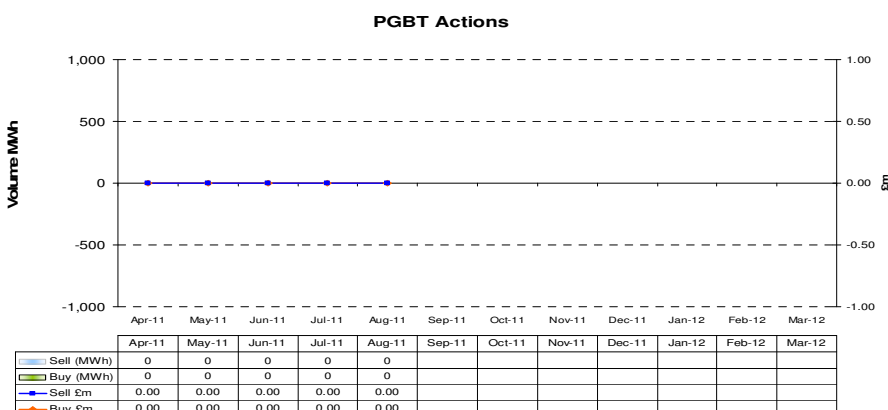 PGBT Actions
1,000
500
0
-500
-1,000
Volume MWh
1.00
0.50
0.00
-0.50
-1.00
£m
Apr-11 May-11 Jun-11 Jul-11 Aug-11 Sep-11 Oct-11 Nov-11 Dec-11 Jan-12 Feb-12 Mar-12
Apr-11 May-11 Jun-11 Jul-11 Aug-11 Sep-11 Oct-11 Nov-11 Dec-11 Jan-12 Feb-12 Mar-12
Sell (MWh) 0 0 0 0 0
Buy (MWh) 0 0 0 0 0
Sell £m 0.00 0.00 0.00 0.00 0.00
Buy £m 0.00 0.00 0.00 0.00 0.00